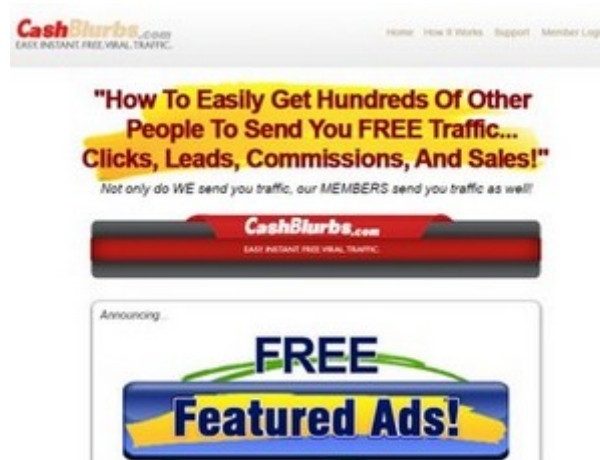 CashBlurbs.com
EASY. INSTANT. FREE. VIRAL. TRAFFIC.
Home How It Works Support Member Logi
"How To Easily Get Hundreds Of Other
People To Send You FREE Traffic...
Clicks, Leads, Commissions, And Sales!"
Not only do WE send you traffic, our MEMBERS send you traffic as well!
CashBlurbs.com
EASY. INSTANT. FREE. VIRAL. TRAFFIC.
Announcing...
FREE
Featured Ads!